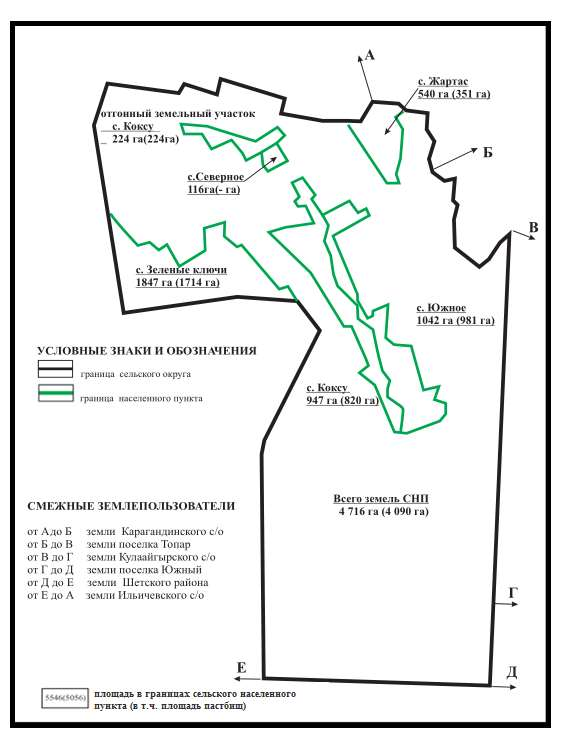 А
с. Жартас
540 га (351 га)
отгонный земельный участок
с. Коксу
224 га(224га)
Б
с.Северное
116га(- га)
В
с. Зеленые ключи
1847 га (1714 га)
с. Южное
1042 га (981 га)
УСЛОВНЫЕ ЗНАКИ И ОБОЗНАЧЕНИЯ
граница сельского округа
граница населенного пункта
с. Коксу
947 га (820 га)
СМЕЖНЫЕ ЗЕМЛЕПОЛЬЗОВАТЕЛИ
Всего земель СНП
4 716 га (4 090 га)
от Адо Б земли Карагандинского с/о
от Б до В земли поселка Топар
от В до Г земли Кулаайгырского с/о
от Г до Д земли поселка Южный
от Д до Е земли Шетского района
от Е до А земли Ильичевского с/о
Г
Е
Д
5546(5056)
площадь в границах сельского населенного
пункта (в т.ч. площадь пастбищ)